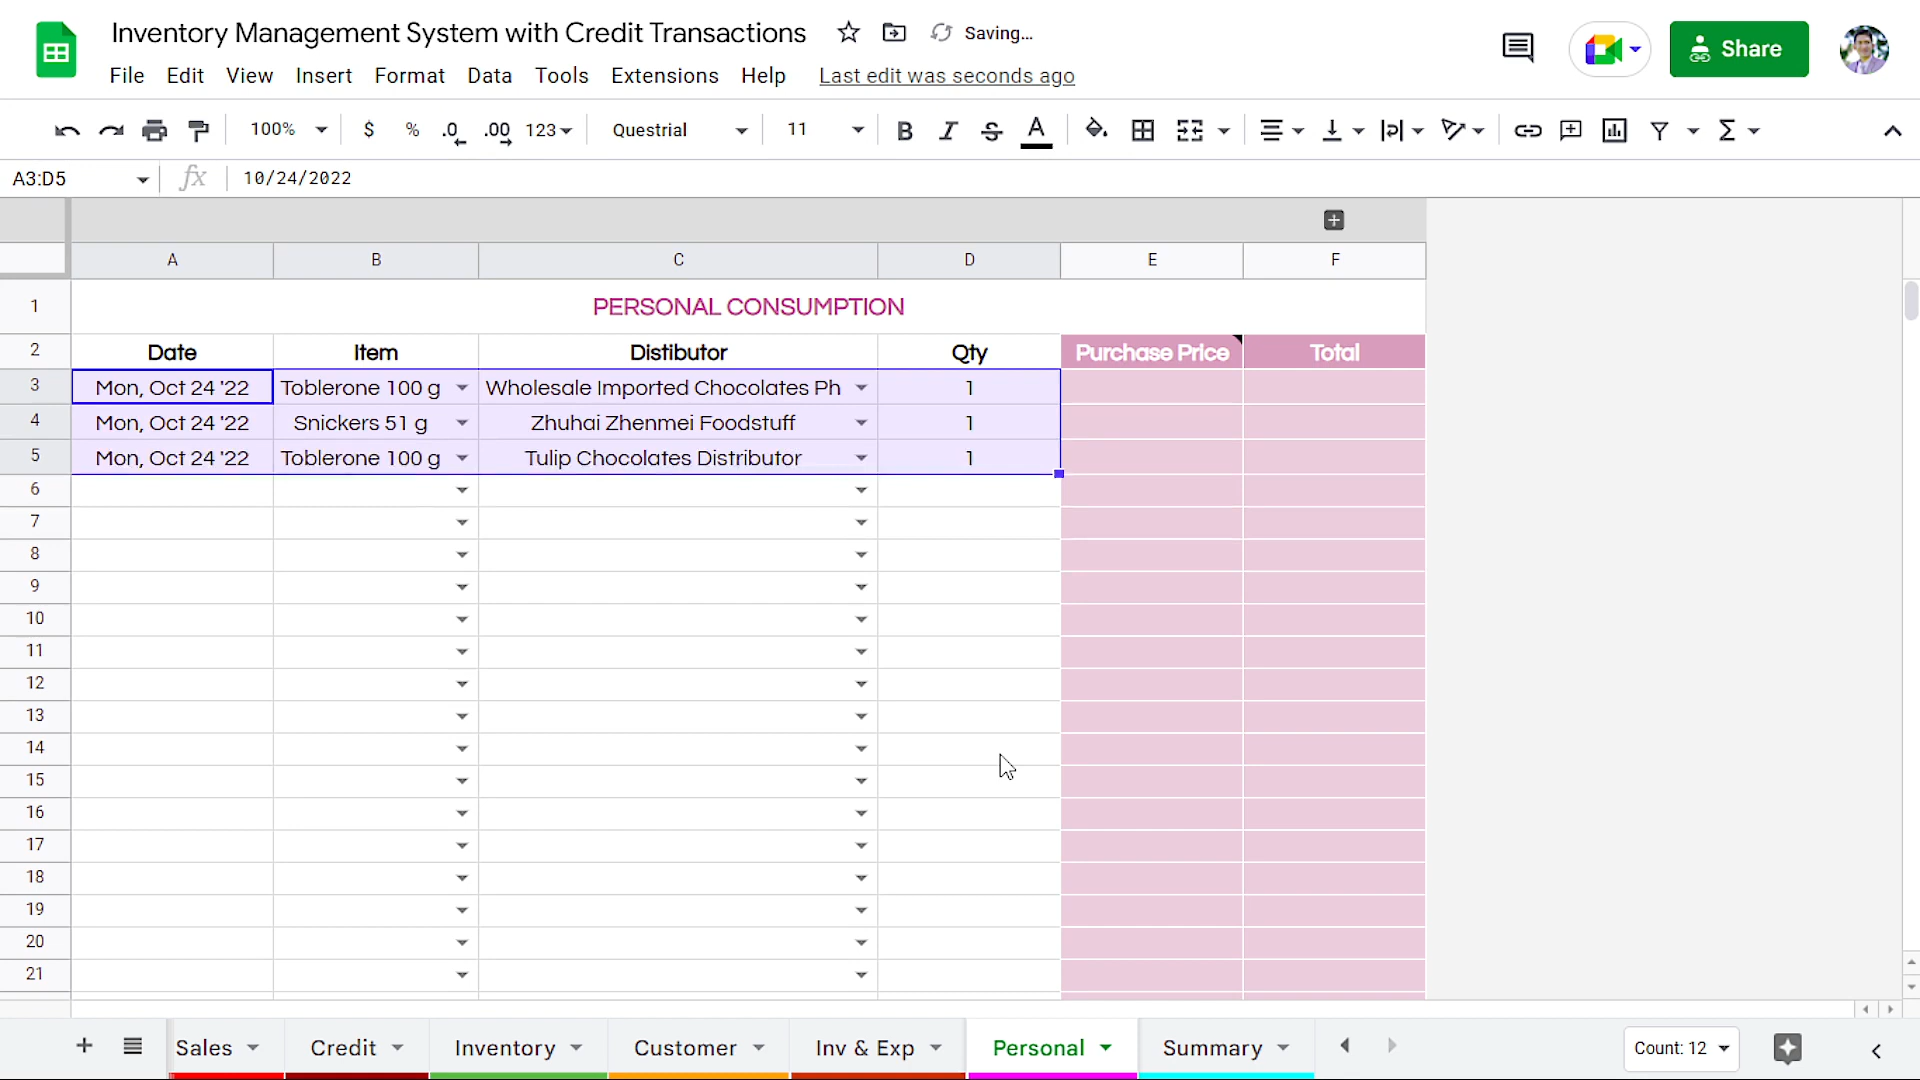 Inventory Management System with Credit Transactions Saving...
File Edit View Insert Format Data Tools Extensions Help Last edit was seconds ago
Share
100% $ % .0 .00 123 Questrial 11 B I S A
A3:D5 fx 10/24/2022
A B C D E F
1 PERSONAL CONSUMPTION
2 Date Item Distibutor Qty Purchase Price Total
3 Mon, Oct 24 '22 Toblerone 100 g Wholesale Imported Chocolates Ph 1
4 Mon, Oct 24 '22 Snickers 51 g Zhuhai Zhenmei Foodstuff 1
5 Mon, Oct 24 '22 Toblerone 100 g Tulip Chocolates Distributor 1
6
7
8
9
10
11
12
13
14
15
16
17
18
19
20
21
Sales Credit Inventory Customer Inv & Exp Personal Summary Count: 12